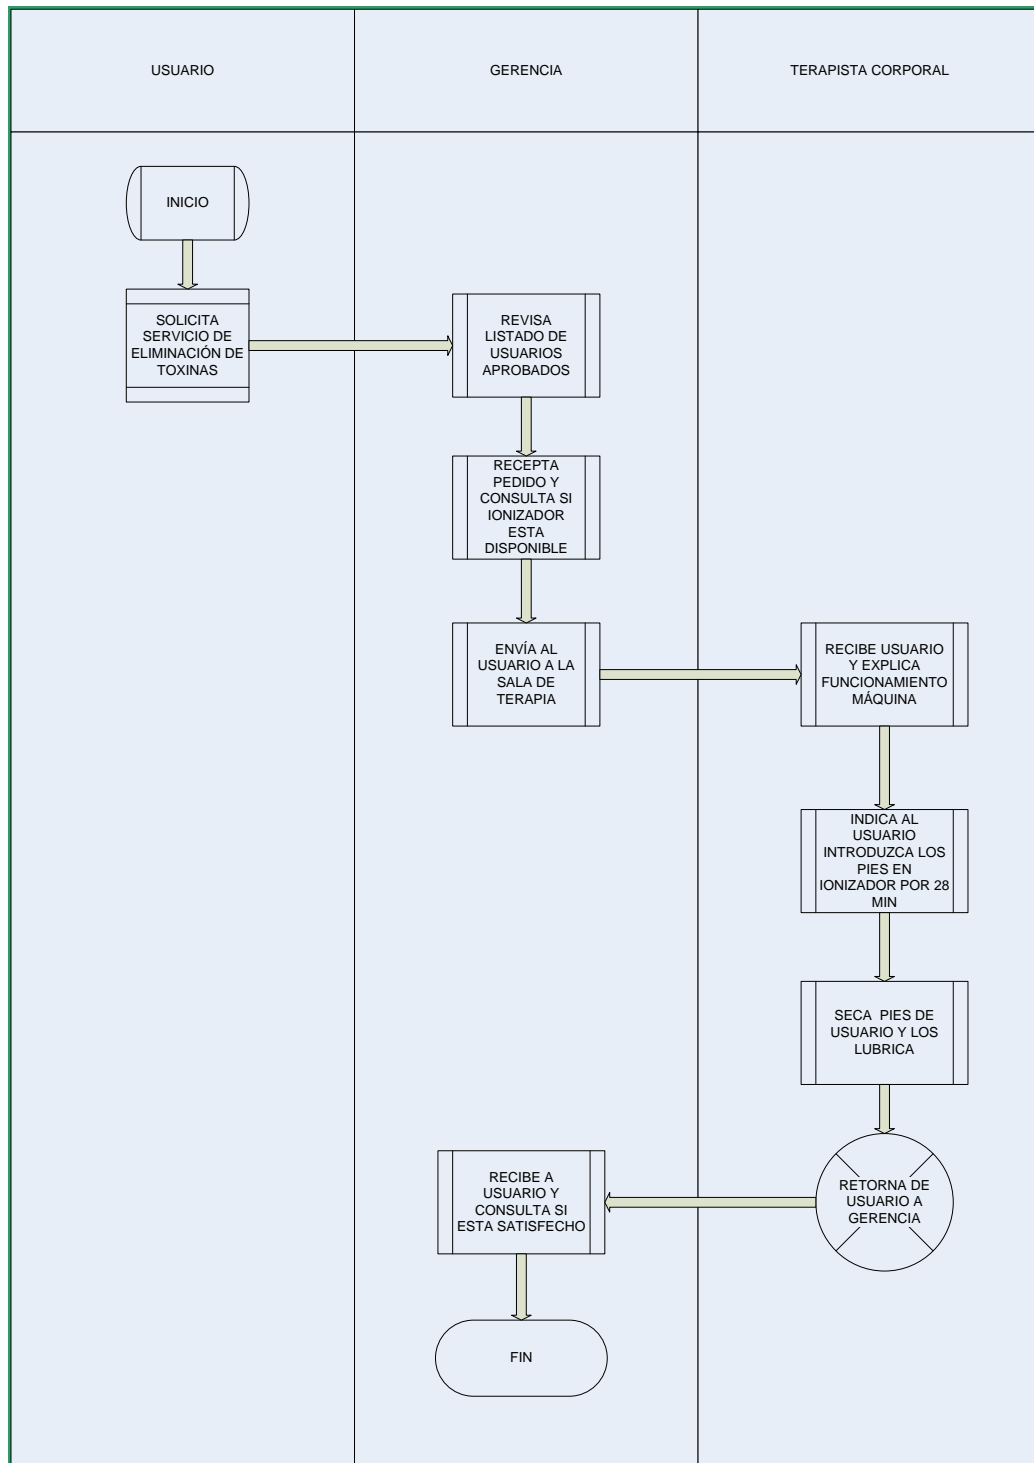 USUARIO
GERENCIA
TERAPISTA CORPORAL
INICIO
SOLICITA
SERVICIO DE
ELIMINACIÓN DE
TOXINAS
REVISA
LISTADO DE
USUARIOS
APROBADOS
RECEPTA
PEDIDO Y
CONSULTA SI
IONIZADOR
ESTA
DISPONIBLE
ENVÍA AL
USUARIO A LA
SALA DE
TERAPIA
RECIBE USUARIO
Y EXPLICA
FUNCIONAMIENTO
MÁQUINA
INDICA AL
USUARIO
INTRODUZCA LOS
PIES EN
IONIZADOR POR 28
MIN
SECA PIES DE
USUARIO Y LOS
LUBRICA
RETORNA DE
USUARIO A
GERENCIA
RECIBE A
USUARIO Y
CONSULTA SI
ESTA SATISFECHO
FIN